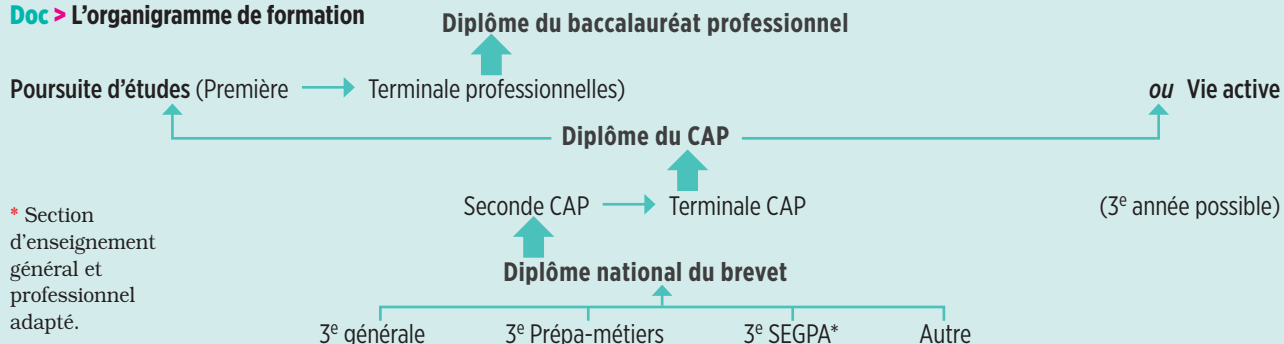 Doc > L'organigramme de formation
Diplôme du baccalauréat professionnel
Poursuite d'études (Première Terminale professionnelles) ou Vie active
Diplôme du CAP
Seconde CAP Terminale CAP (3e année possible)
* Section
d'enseignement
général et
professionnel
adapté.
Diplôme national du brevet
3e générale 3e Prépa-métiers 3e SEGPA* Autre